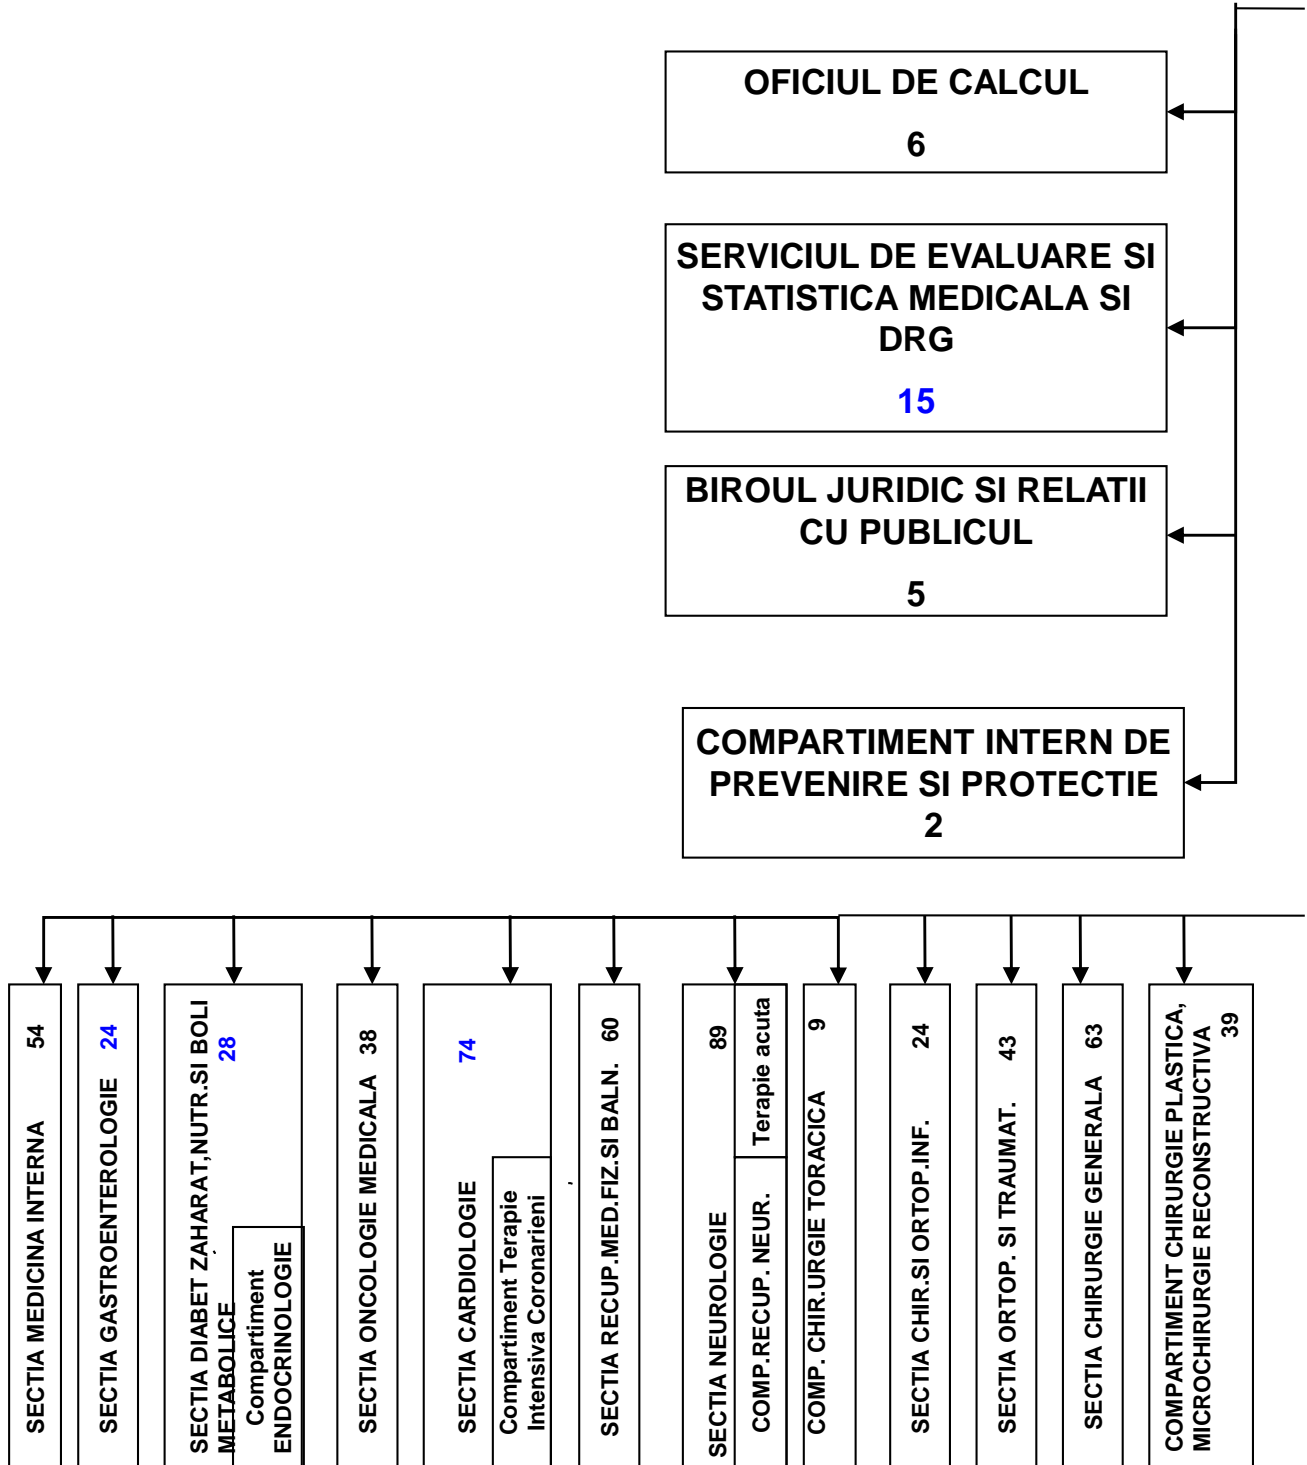 OFICIUL DE CALCUL
6
SERVICIUL DE EVALUARE SI
STATISTICA MEDICALA SI
DRG
15
BIROUL JURIDIC SI RELATII
CU PUBLICUL
5
COMPARTIMENT INTERN DE
PREVENIRE SI PROTECTIE
2
SECTIA MEDICINA INTERNA 54
SECTIA GASTROENTEROLOGIE 24
SECTIA DIABET ZAHARAT,NUTR.SI BOLI
METABOLICE 28
Compartiment
ENDOCRINOLOGIE
SECTIA ONCOLOGIE MEDICALA 38
SECTIA CARDIOLOGIE 74
Compartiment Terapie
Intensiva Coronarieni
SECTIA RECUP.MED.FIZ.SI BALN. 60
SECTIA NEUROLOGIE 89
COMP.RECUP. NEUR.
Terapie acuta
COMP. CHIR.URGIE TORACICA 9
SECTIA CHIR.SI ORTOP.INF. 24
SECTIA ORTOP. SI TRAUMAT. 43
SECTIA CHIRURGIE GENERALA 63
COMPARTIMENT CHIRURGIE PLASTICA,
MICROCHIRURGIE RECONSTRUCTIVA
39